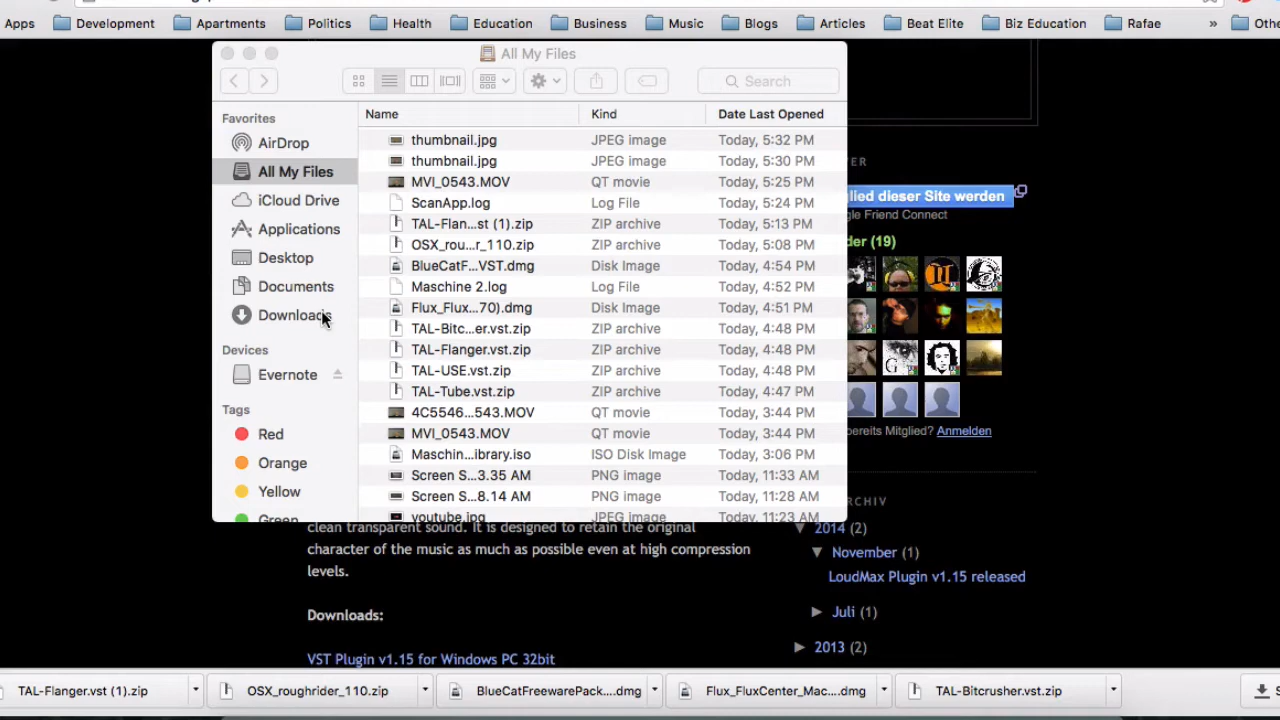 Apps Development Apartments Politics Health Education Business Music Blogs Articles Beat Elite Biz Education Rafae » Othe
All My Files
Search
Favorites
AirDrop
All My Files
iCloud Drive
Applications
Desktop
Documents
Downloads
Devices
Evernote
Tags
Red
Orange
Yellow
Green
Name Kind Date Last Opened
thumbnail.jpg JPEG image Today, 5:32 PM
thumbnail.jpg JPEG image Today, 5:30 PM
MVI_0543.MOV QT movie Today, 5:25 PM
ScanApp.log Log File Today, 5:24 PM
TAL-Flan...st (1).zip ZIP archive Today, 5:13 PM
OSX_rou...r_110.zip ZIP archive Today, 5:08 PM
BlueCatF...VST.dmg Disk Image Today, 4:54 PM
Maschine 2.log Log File Today, 4:52 PM
Flux_Flux...70).dmg Disk Image Today, 4:51 PM
TAL-Bitc...er.vst.zip ZIP archive Today, 4:48 PM
TAL-Flanger.vst.zip ZIP archive Today, 4:48 PM
TAL-USE.vst.zip ZIP archive Today, 4:48 PM
TAL-Tube.vst.zip ZIP archive Today, 4:47 PM
4C5546...543.MOV QT movie Today, 3:44 PM
MVI_0543.MOV QT movie Today, 3:44 PM
Maschin...ibrary.iso ISO Disk Image Today, 3:06 PM
Screen S...3.35 AM PNG image Today, 11:33 AM
Screen S...8.14 AM PNG image Today, 11:28 AM
youtube.jpg JPEG image Today, 11:23 AM
clean transparent sound. It is designed to retain the original
character of the music as much as possible even at high compression
levels.
Downloads:
VST Plugin v1.15 for Windows PC 32bit
VER
lied dieser Site werden
gle Friend Connect
der (19)
bereits Mitglied? Anmelden
ARCHIV
▼ 2014 (2)
▼ November (1)
LoudMax Plugin v1.15 released
► Juli (1)
► 2013 (2)
TAL-Flanger.vst (1).zip OSX_roughrider_110.zip BlueCatFreewarePack....dmg Flux_FluxCenter_Mac....dmg TAL-Bitcrusher.vst.zip S